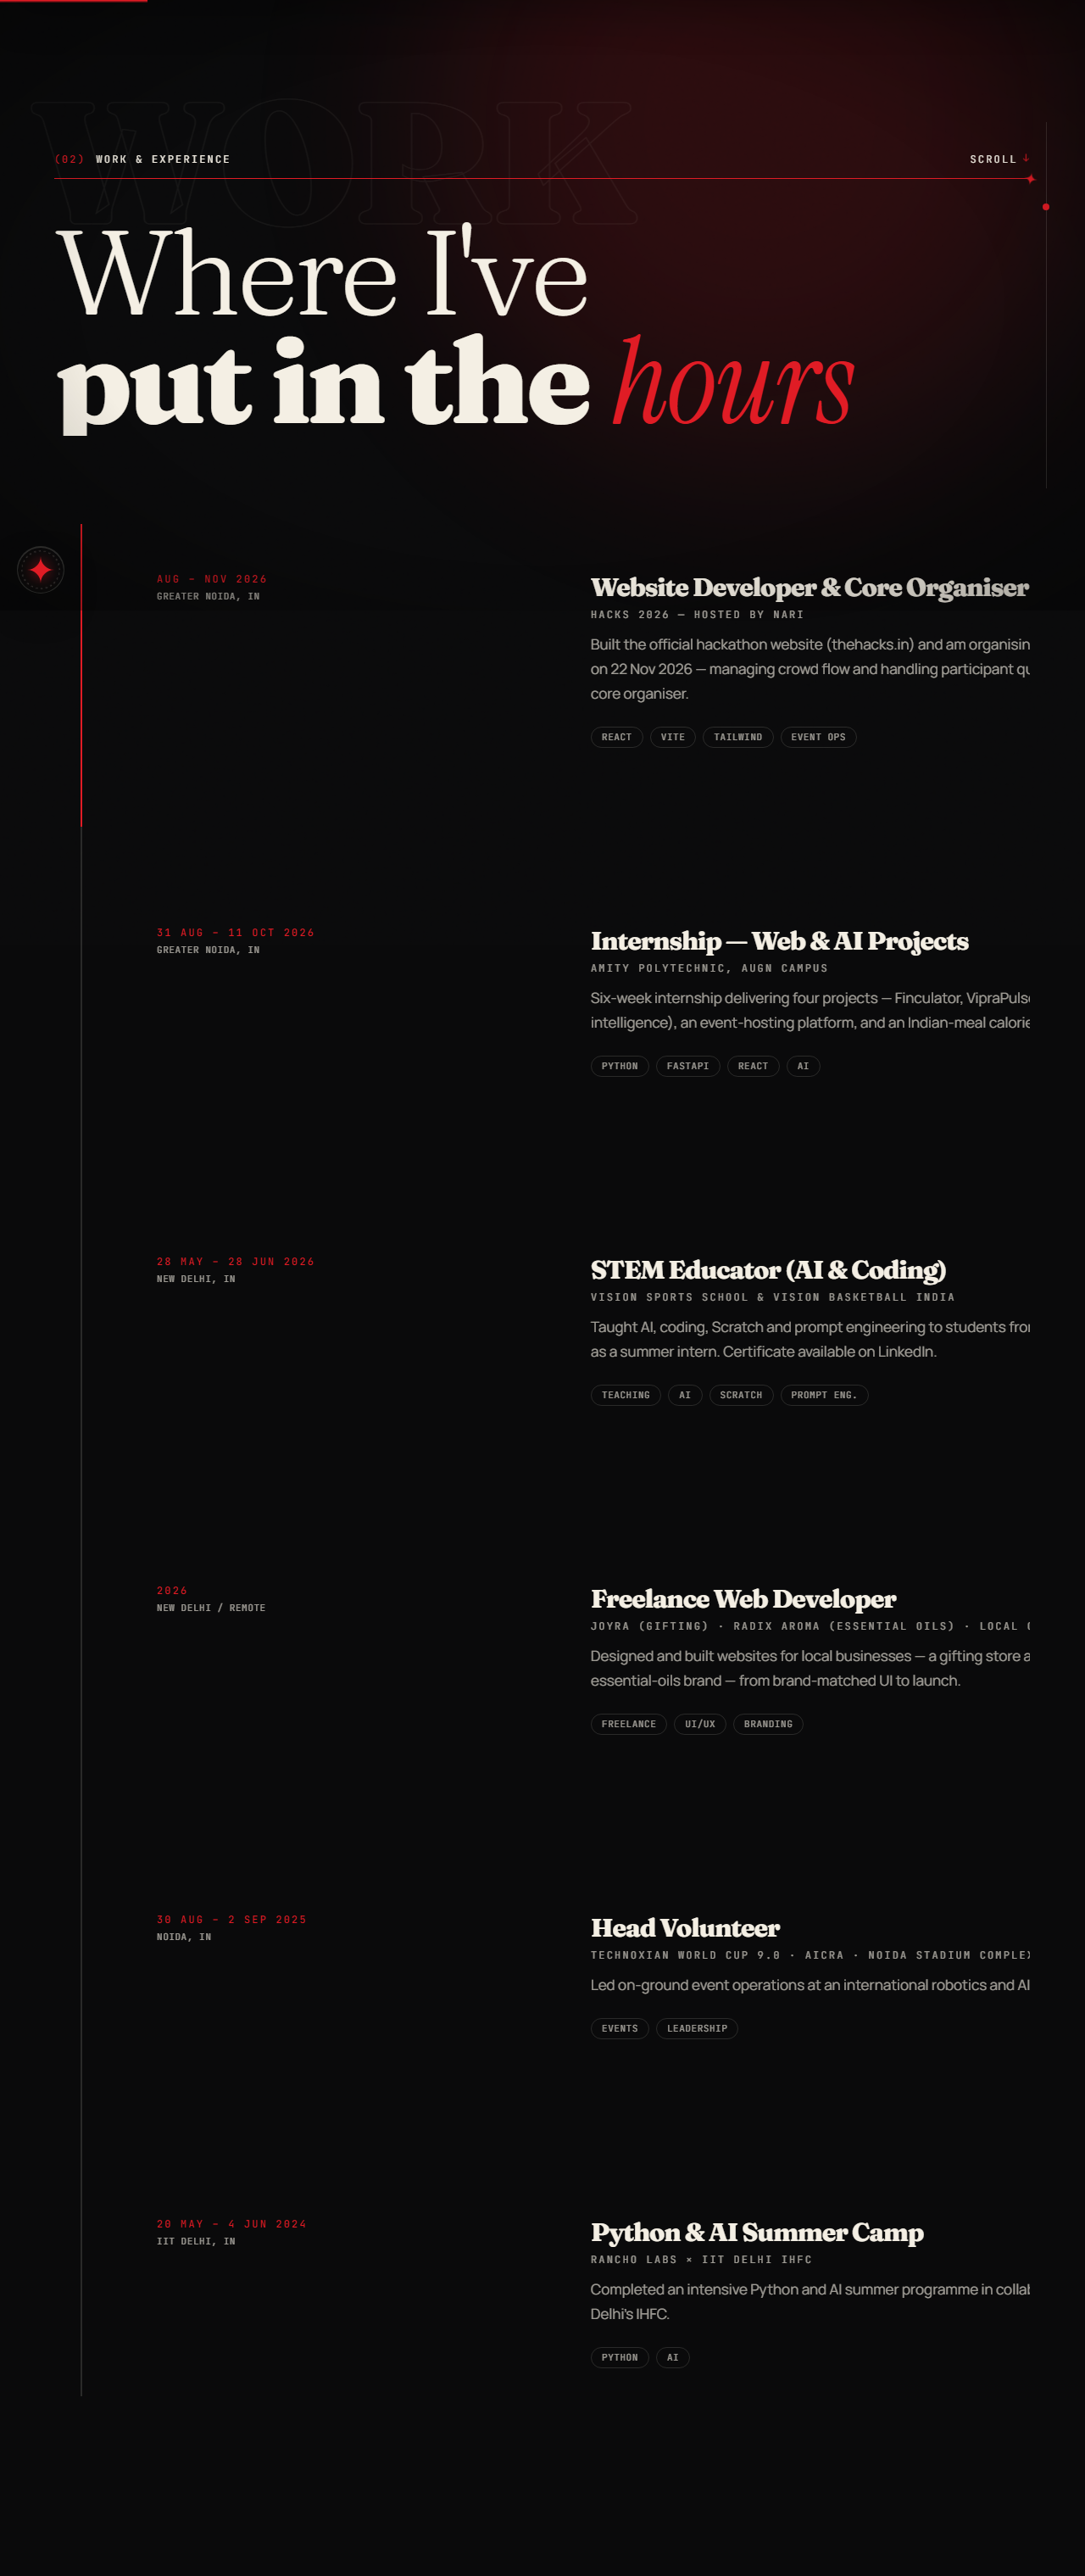 WORK
(02) WORK & EXPERIENCE
SCROLL ↓
Where I've
put in the hours
AUG – NOV 2026
GREATER NOIDA, IN
Website Developer & Core Organiser
HACKS 2026 — HOSTED BY NARI
Built the official hackathon website (thehacks.in) and am organisin
on 22 Nov 2026 — managing crowd flow and handling participant qu
core organiser.
REACT VITE TAILWIND EVENT OPS
31 AUG – 11 OCT 2026
GREATER NOIDA, IN
Internship — Web & AI Projects
AMITY POLYTECHNIC, AUGN CAMPUS
Six-week internship delivering four projects — Finculator, VipraPulse
intelligence), an event-hosting platform, and an Indian-meal calorie
PYTHON FASTAPI REACT AI
28 MAY – 28 JUN 2026
NEW DELHI, IN
STEM Educator (AI & Coding)
VISION SPORTS SCHOOL & VISION BASKETBALL INDIA
Taught AI, coding, Scratch and prompt engineering to students from
as a summer intern. Certificate available on LinkedIn.
TEACHING AI SCRATCH PROMPT ENG.
2026
NEW DELHI / REMOTE
Freelance Web Developer
JOYRA (GIFTING) · RADIX AROMA (ESSENTIAL OILS) · LOCAL
Designed and built websites for local businesses — a gifting store a
essential-oils brand — from brand-matched UI to launch.
FREELANCE UI/UX BRANDING
30 AUG – 2 SEP 2025
NOIDA, IN
Head Volunteer
TECHNOXIAN WORLD CUP 9.0 · AICRA · NOIDA STADIUM COMPLEX
Led on-ground event operations at an international robotics and AI
EVENTS LEADERSHIP
20 MAY – 4 JUN 2024
IIT DELHI, IN
Python & AI Summer Camp
RANCHO LABS × IIT DELHI IHFC
Completed an intensive Python and AI summer programme in collab
Delhi's IHFC.
PYTHON AI